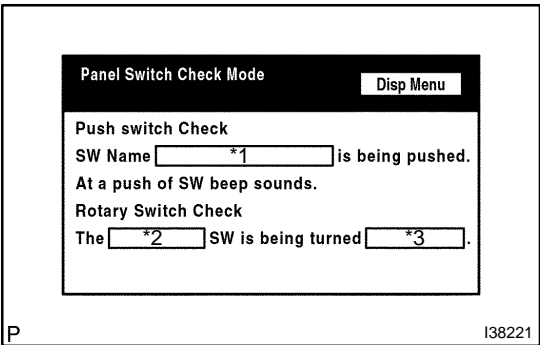 Panel Switch Check Mode
Disp Menu
Push switch Check
SW Name *1 is being pushed.
At a push of SW beep sounds.
Rotary Switch Check
The *2 SW is being turned *3 .
P
I38221